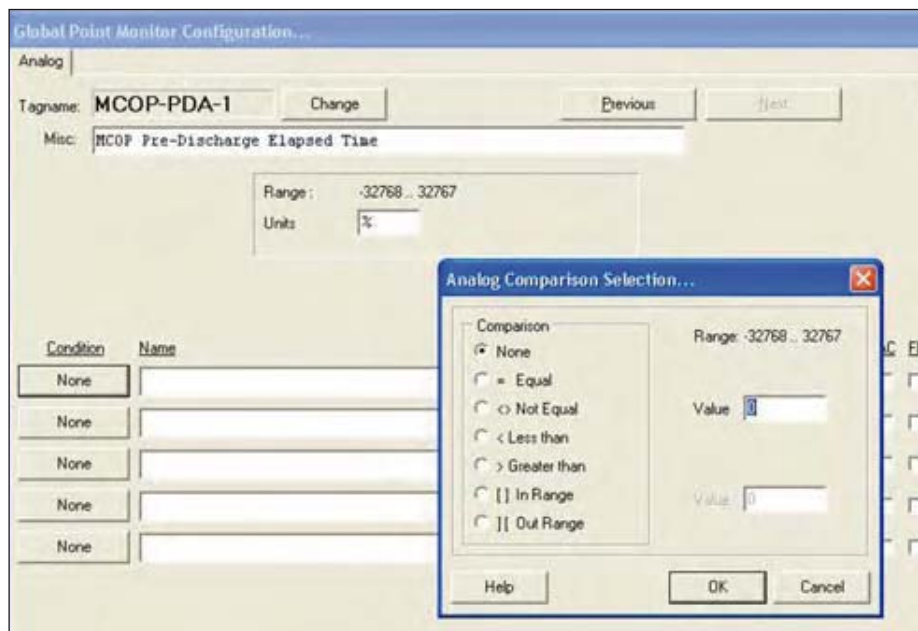 Global Point Monitor Configuration...
Analog
Tagname: MCOP-PDA-1 Change Previous Next
Misc: MCOP Pre-Discharge Elapsed Time
Range : -32768 .. 32767
Units %
Analog Comparison Selection...
Comparison
None
= Equal
<> Not Equal
< Less than
> Greater than
[ ] In Range
] [ Out Range
Range: -32768 .. 32767
Value 0
Value 0
Help OK Cancel
Condition Name
None
None
None
None
None